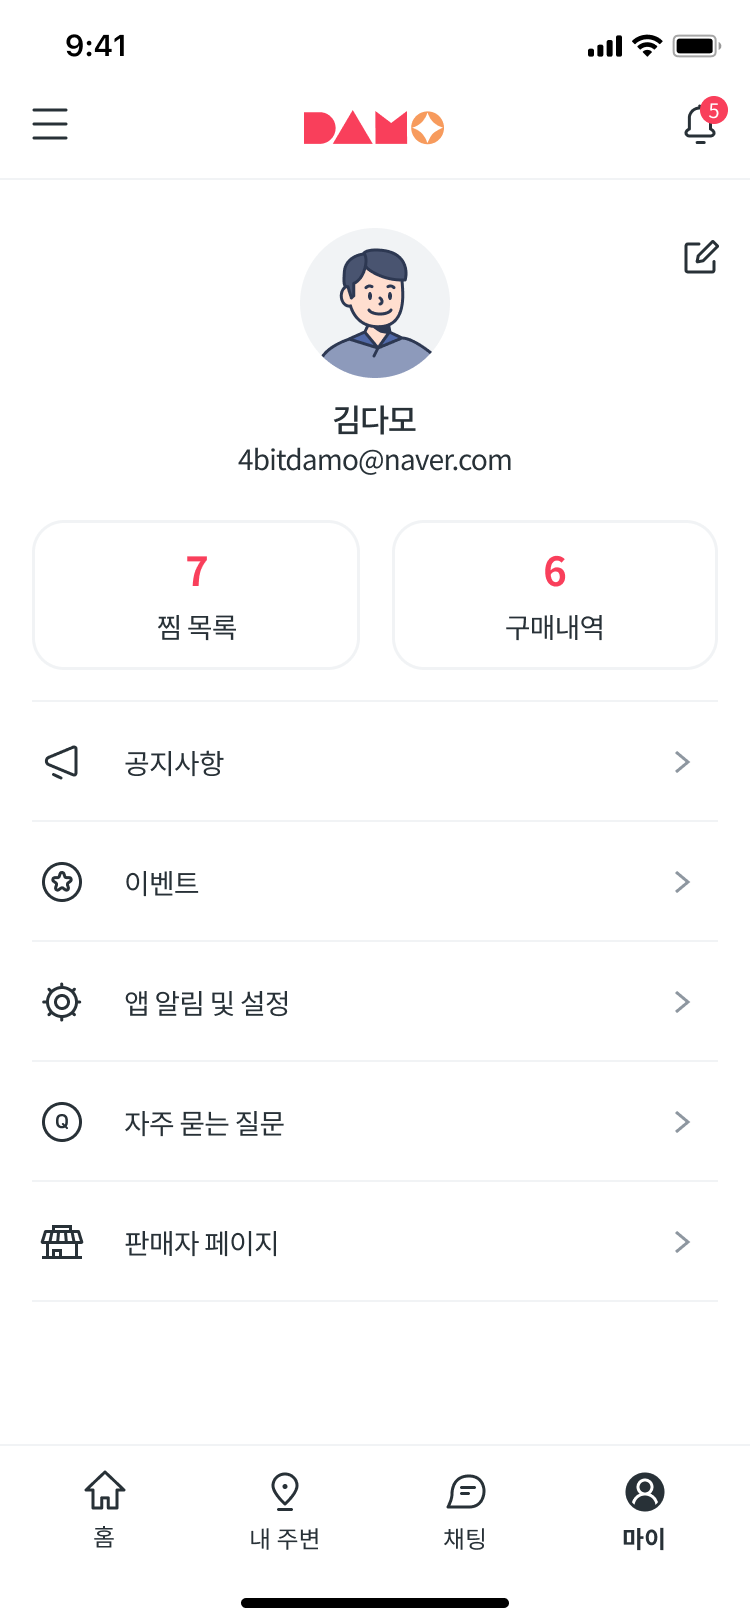 9:41
DAMO
5
김다모
4bitdamo@naver.com
7
찜 목록
6
구매내역
공지사항
이벤트
앱 알림 및 설정
Q
자주 묻는 질문
판매자 페이지
홈
내 주변
채팅
마이